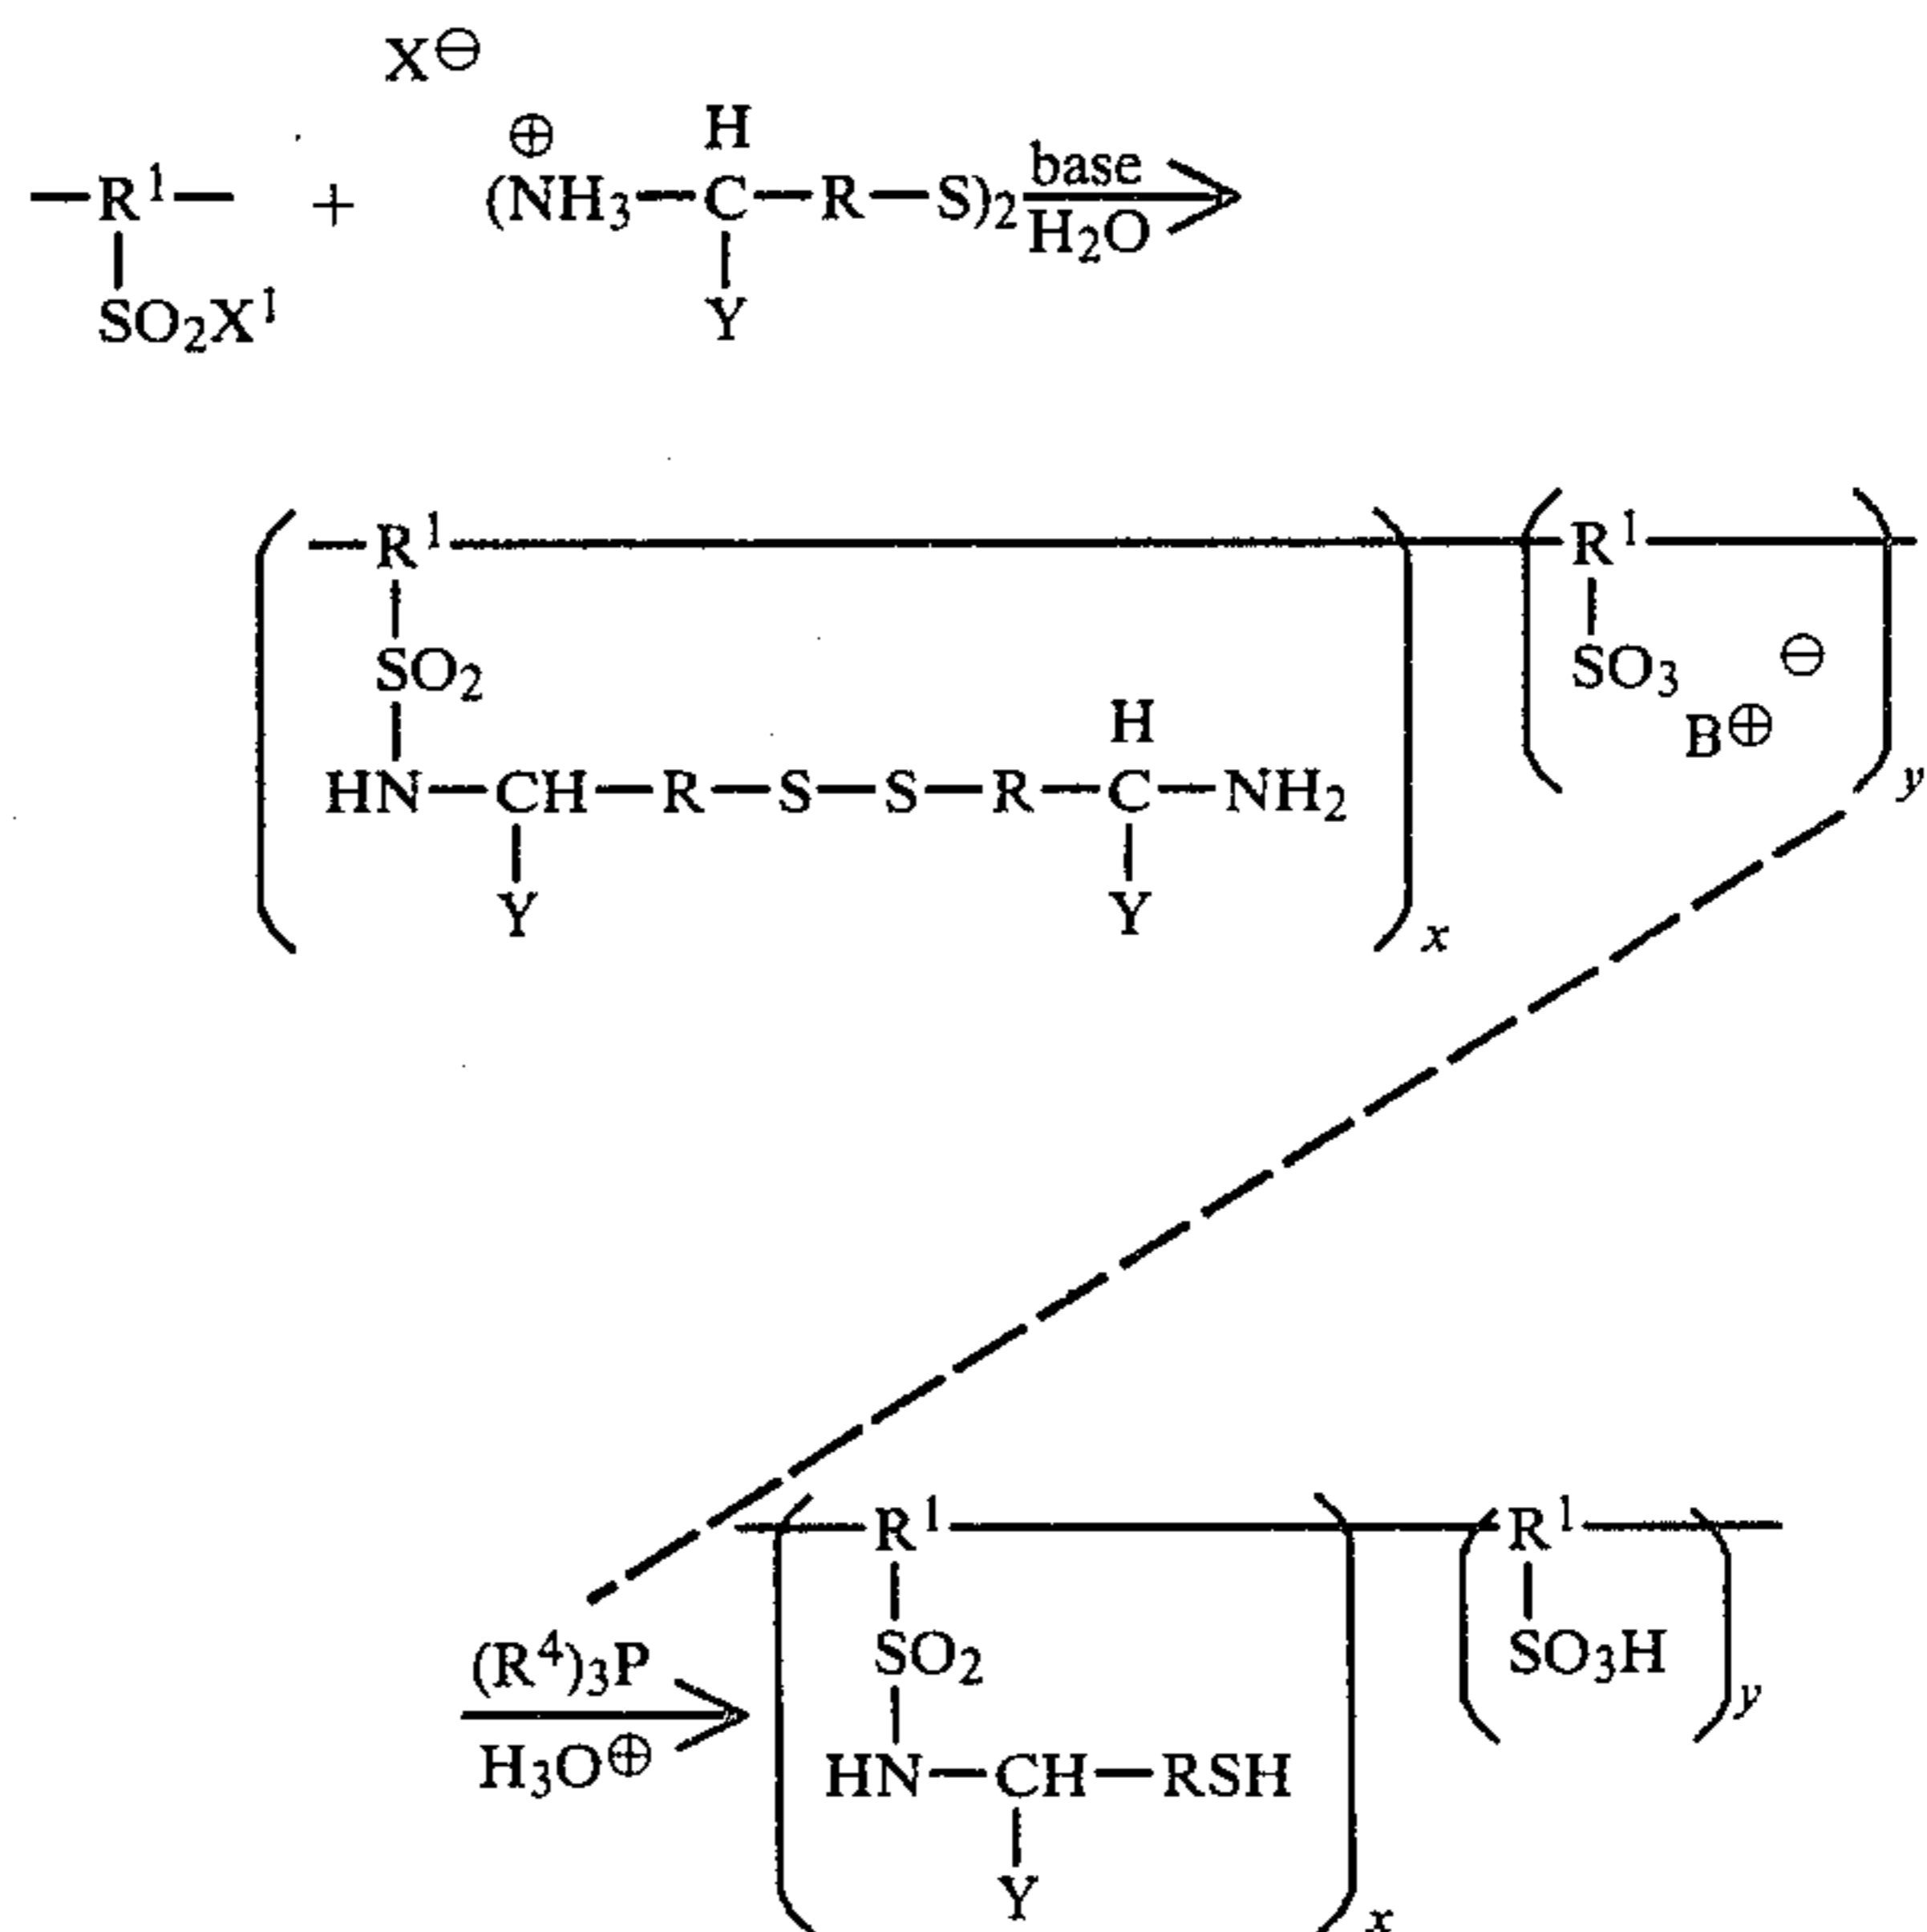 X⊖
⊕ H
—R¹— + (NH₃—C—R—S)₂ base
H₂O
SO₂X¹ Y
—R¹— R¹—
SO₂ SO₃ ⊖
H B⊕
HN—CH—R—S—S—R—C—NH₂ y
Y Y x
—R¹— R¹—
(R⁴)₃P SO₂ SO₃H
H₃O⊕ y
HN—CH—RSH
Y x